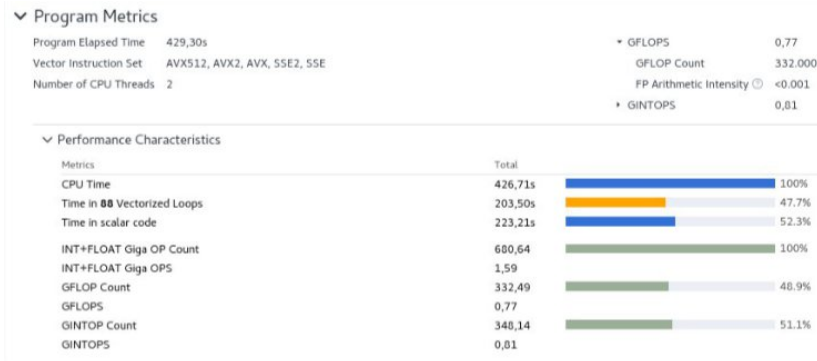 Program Metrics
Program Elapsed Time 429,30s
Vector Instruction Set AVX512, AVX2, AVX, SSE2, SSE
Number of CPU Threads 2
GFLOPS 0,77
GFLOP Count 332.000
FP Arithmetic Intensity <0.001
GINTOPS 0,81
Performance Characteristics
Metrics Total
CPU Time 426,71s 100%
Time in 88 Vectorized Loops 203,50s 47.7%
Time in scalar code 223,21s 52.3%
INT+FLOAT Giga OP Count 680,64 100%
INT+FLOAT Giga OPS 1,59
GFLOP Count 332,49 48.9%
GFLOPS 0,77
GINTOP Count 348,14 51.1%
GINTOPS 0,81